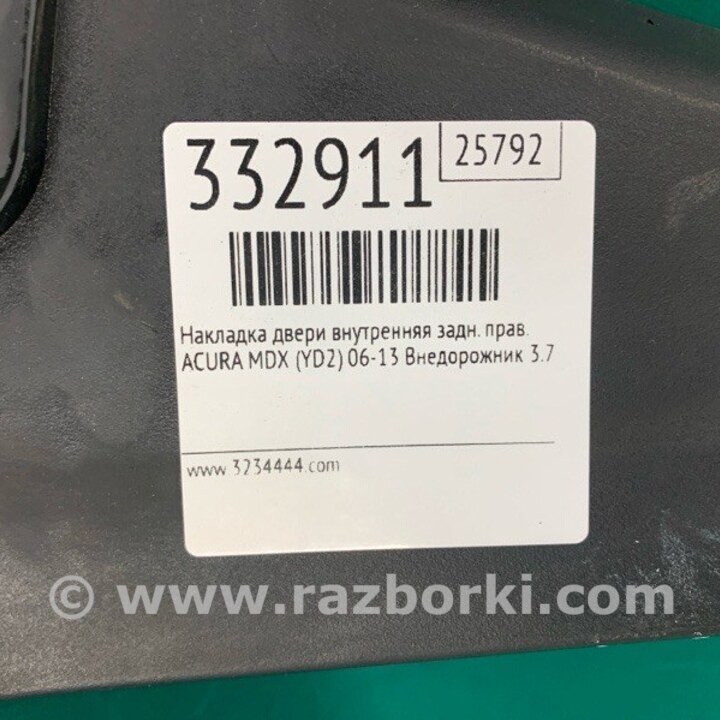 332911
25792
Накладка двери внутренняя задн. прав.
ACURA MDX (YD2) 06-13 Внедорожник 3.7
www 3234444.com
© www.razborki.com